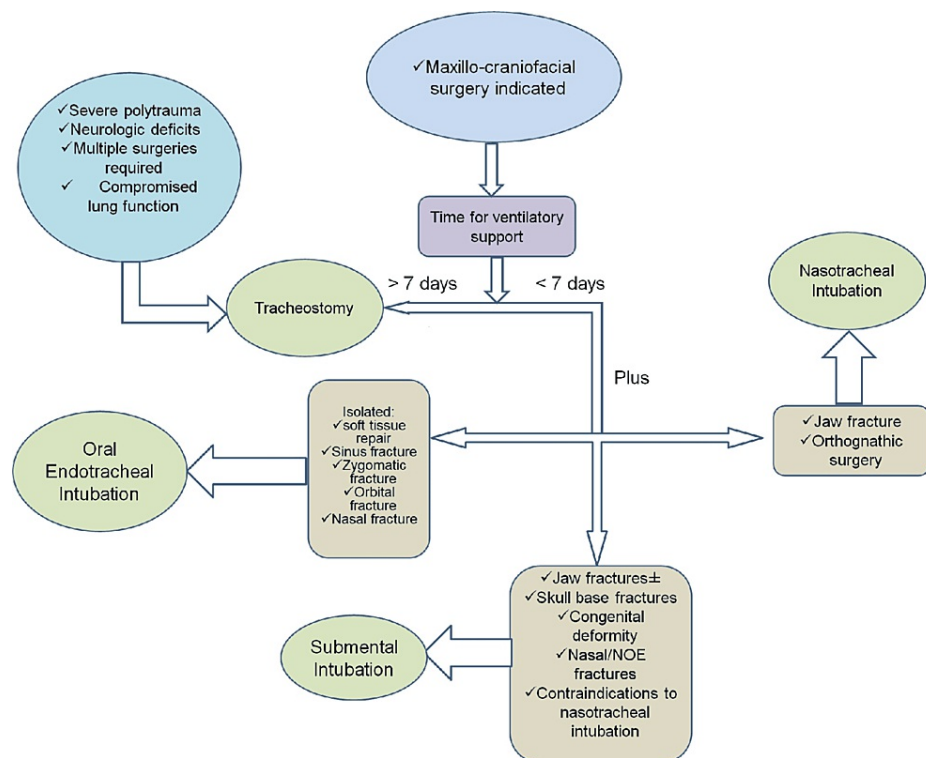 ✓Maxillo-craniofacial
surgery indicated
✓Severe polytrauma
✓Neurologic deficits
✓Multiple surgeries
required
✓ Compromised
lung function
Time for ventilatory
support
> 7 days
< 7 days
Tracheostomy
Nasotracheal
Intubation
Plus
Isolated:
✓soft tissue
repair
✓Sinus fracture
✓Zygomatic
fracture
✓Orbital
fracture
✓Nasal fracture
✓Jaw fracture
✓Orthognathic
surgery
Oral
Endotracheal
Intubation
✓Jaw fractures±
✓Skull base fractures
✓Congenital
deformity
✓Nasal/NOE
fractures
✓Contraindications to
nasotracheal
intubation
Submental
Intubation